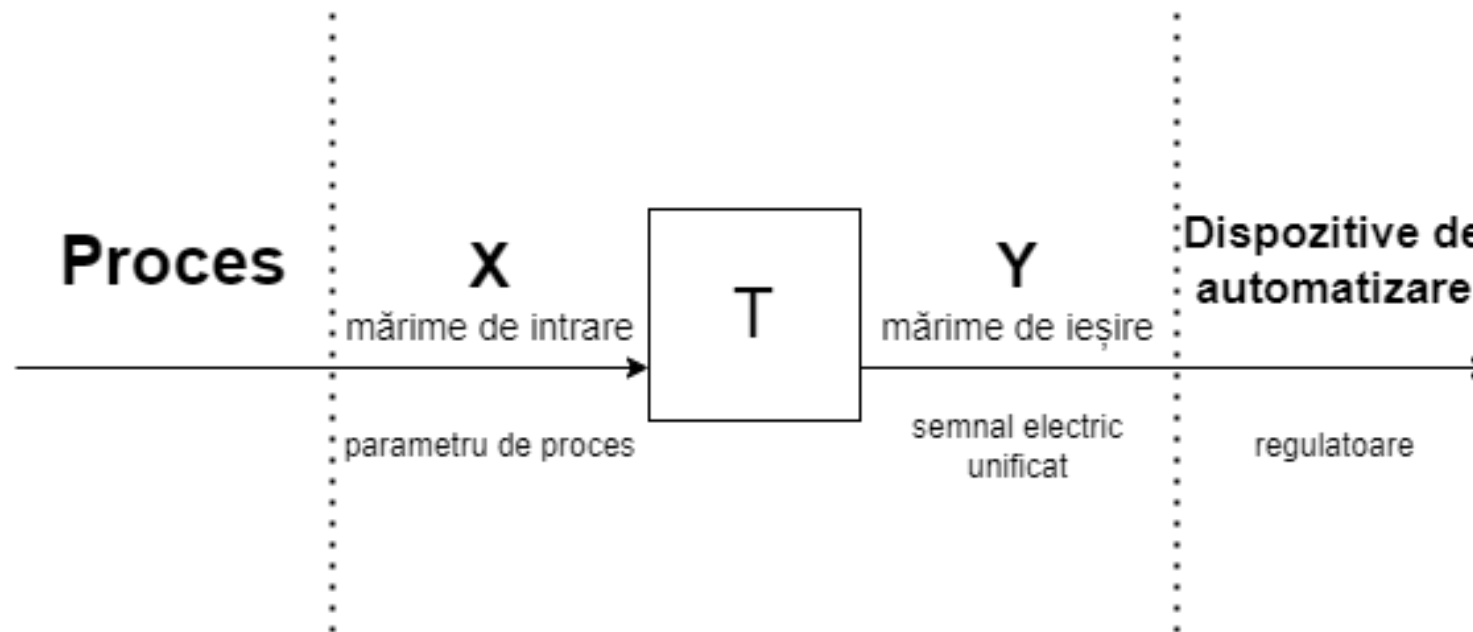 Proces
X
mărime de intrare
parametru de proces
T
Y
mărime de ieșire
semnal electric
unificat
Dispozitive de
automatizare
regulatoare